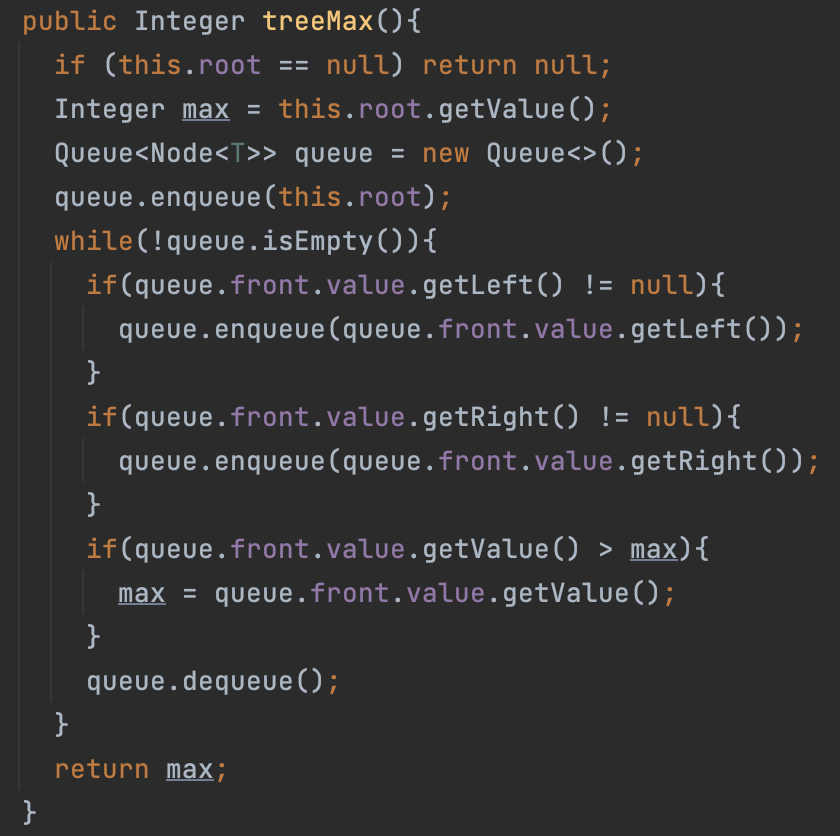 public Integer treeMax(){
if (this.root == null) return null;
Integer max = this.root.getValue();
Queue<Node<T>> queue = new Queue<>();
queue.enqueue(this.root);
while(!queue.isEmpty()){
if(queue.front.value.getLeft() != null){
queue.enqueue(queue.front.value.getLeft());
}
if(queue.front.value.getRight() != null){
queue.enqueue(queue.front.value.getRight());
}
if(queue.front.value.getValue() > max){
max = queue.front.value.getValue();
}
queue.dequeue();
}
return max;
}